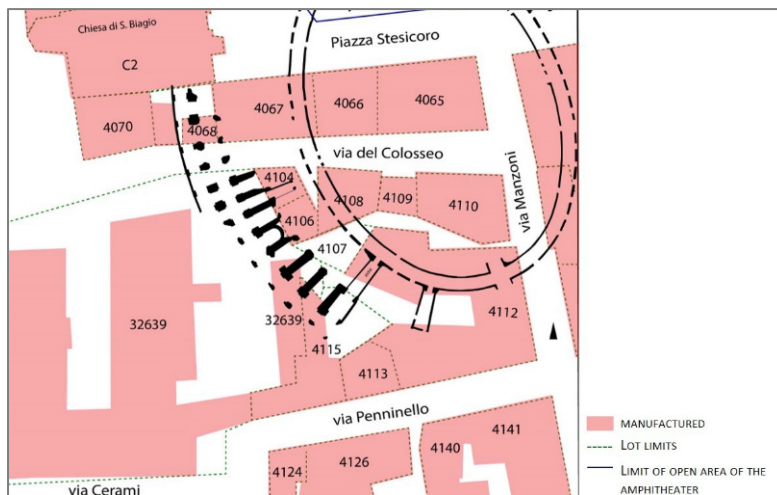 Chiesa di S. Biagio
C2
Piazza Stesicoro
4070
4068
4067
4066
4065
via del Colosseo
via Manzoni
4104
4106
4107
4108
4109
4110
32639
32639
4115
4113
4112
via Penninello
via Cerami
4124
4126
4140
4141
MANUFACTURED
LOT LIMITS
LIMIT OF OPEN AREA OF THE
AMPHITEATER